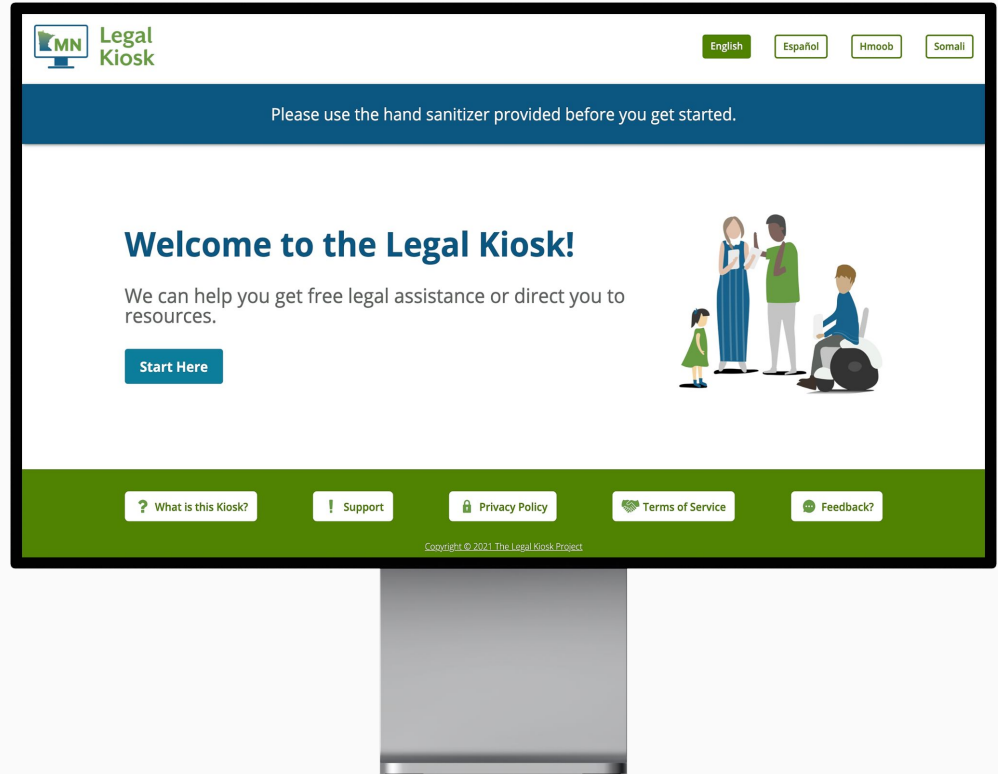 MN Legal
Kiosk
English Español Hmoob Somali
Please use the hand sanitizer provided before you get started.
Welcome to the Legal Kiosk!
We can help you get free legal assistance or direct you to
resources.
Start Here
? What is this Kiosk? ! Support Privacy Policy Terms of Service Feedback?
Copyright © 2021 The Legal Kiosk Project